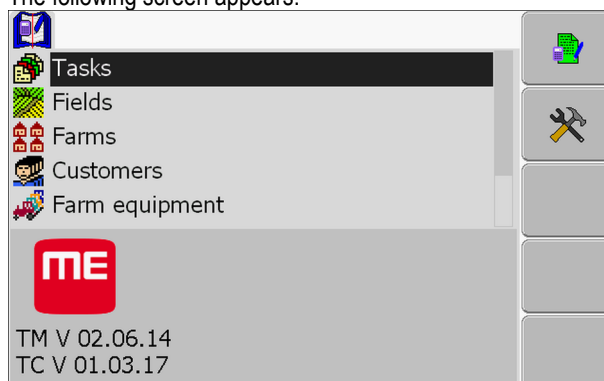 The following screen appears:
Tasks
Fields
Farms
Customers
Farm equipment
ME
TM V 02.06.14
TC V 01.03.17